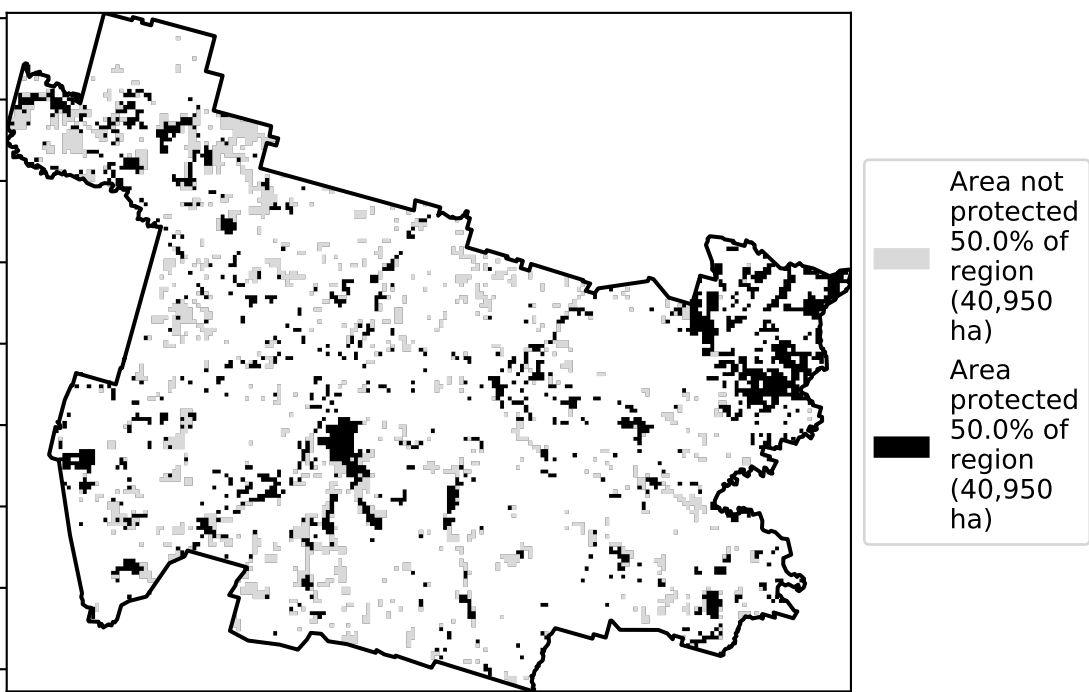 Area not
protected
50.0% of
region
(40,950
ha)
Area
protected
50.0% of
region
(40,950
ha)